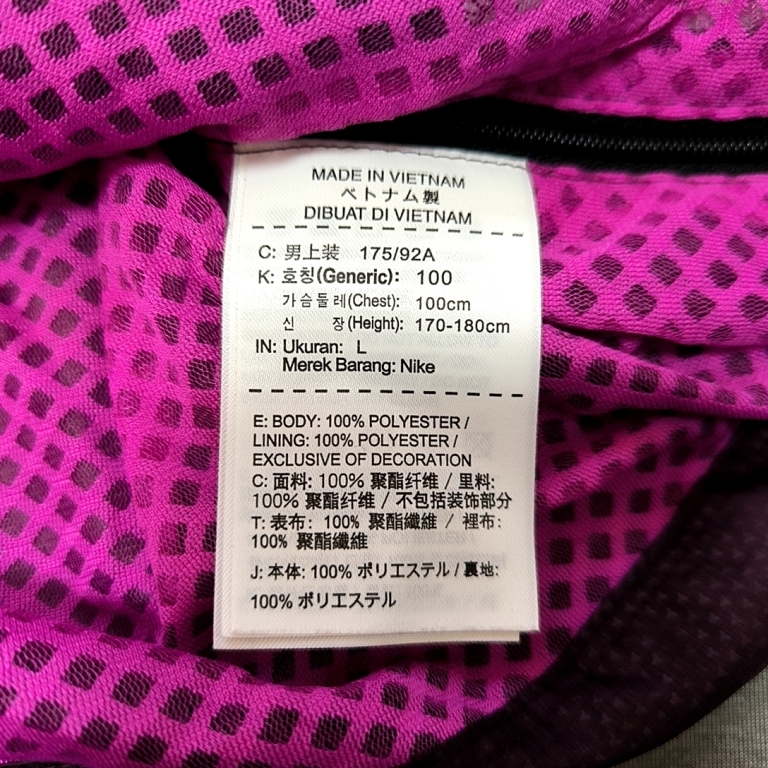 MADE IN VIETNAM
ベトナム製
DIBUAT DI VIETNAM
C: 男上装 175/92A
K: 호칭(Generic): 100
가슴둘레(Chest): 100cm
신 장(Height): 170-180cm
IN: Ukuran: L
Merek Barang: Nike
E: BODY: 100% POLYESTER /
LINING: 100% POLYESTER /
EXCLUSIVE OF DECORATION
C: 面料: 100% 聚酯纤维 / 里料:
100% 聚酯纤维 / 不包括装饰部分
T: 表布: 100% 聚酯纖維 / 裡布:
100% 聚酯纖維
J: 本体: 100% ポリエステル / 裏地:
100% ポリエステル